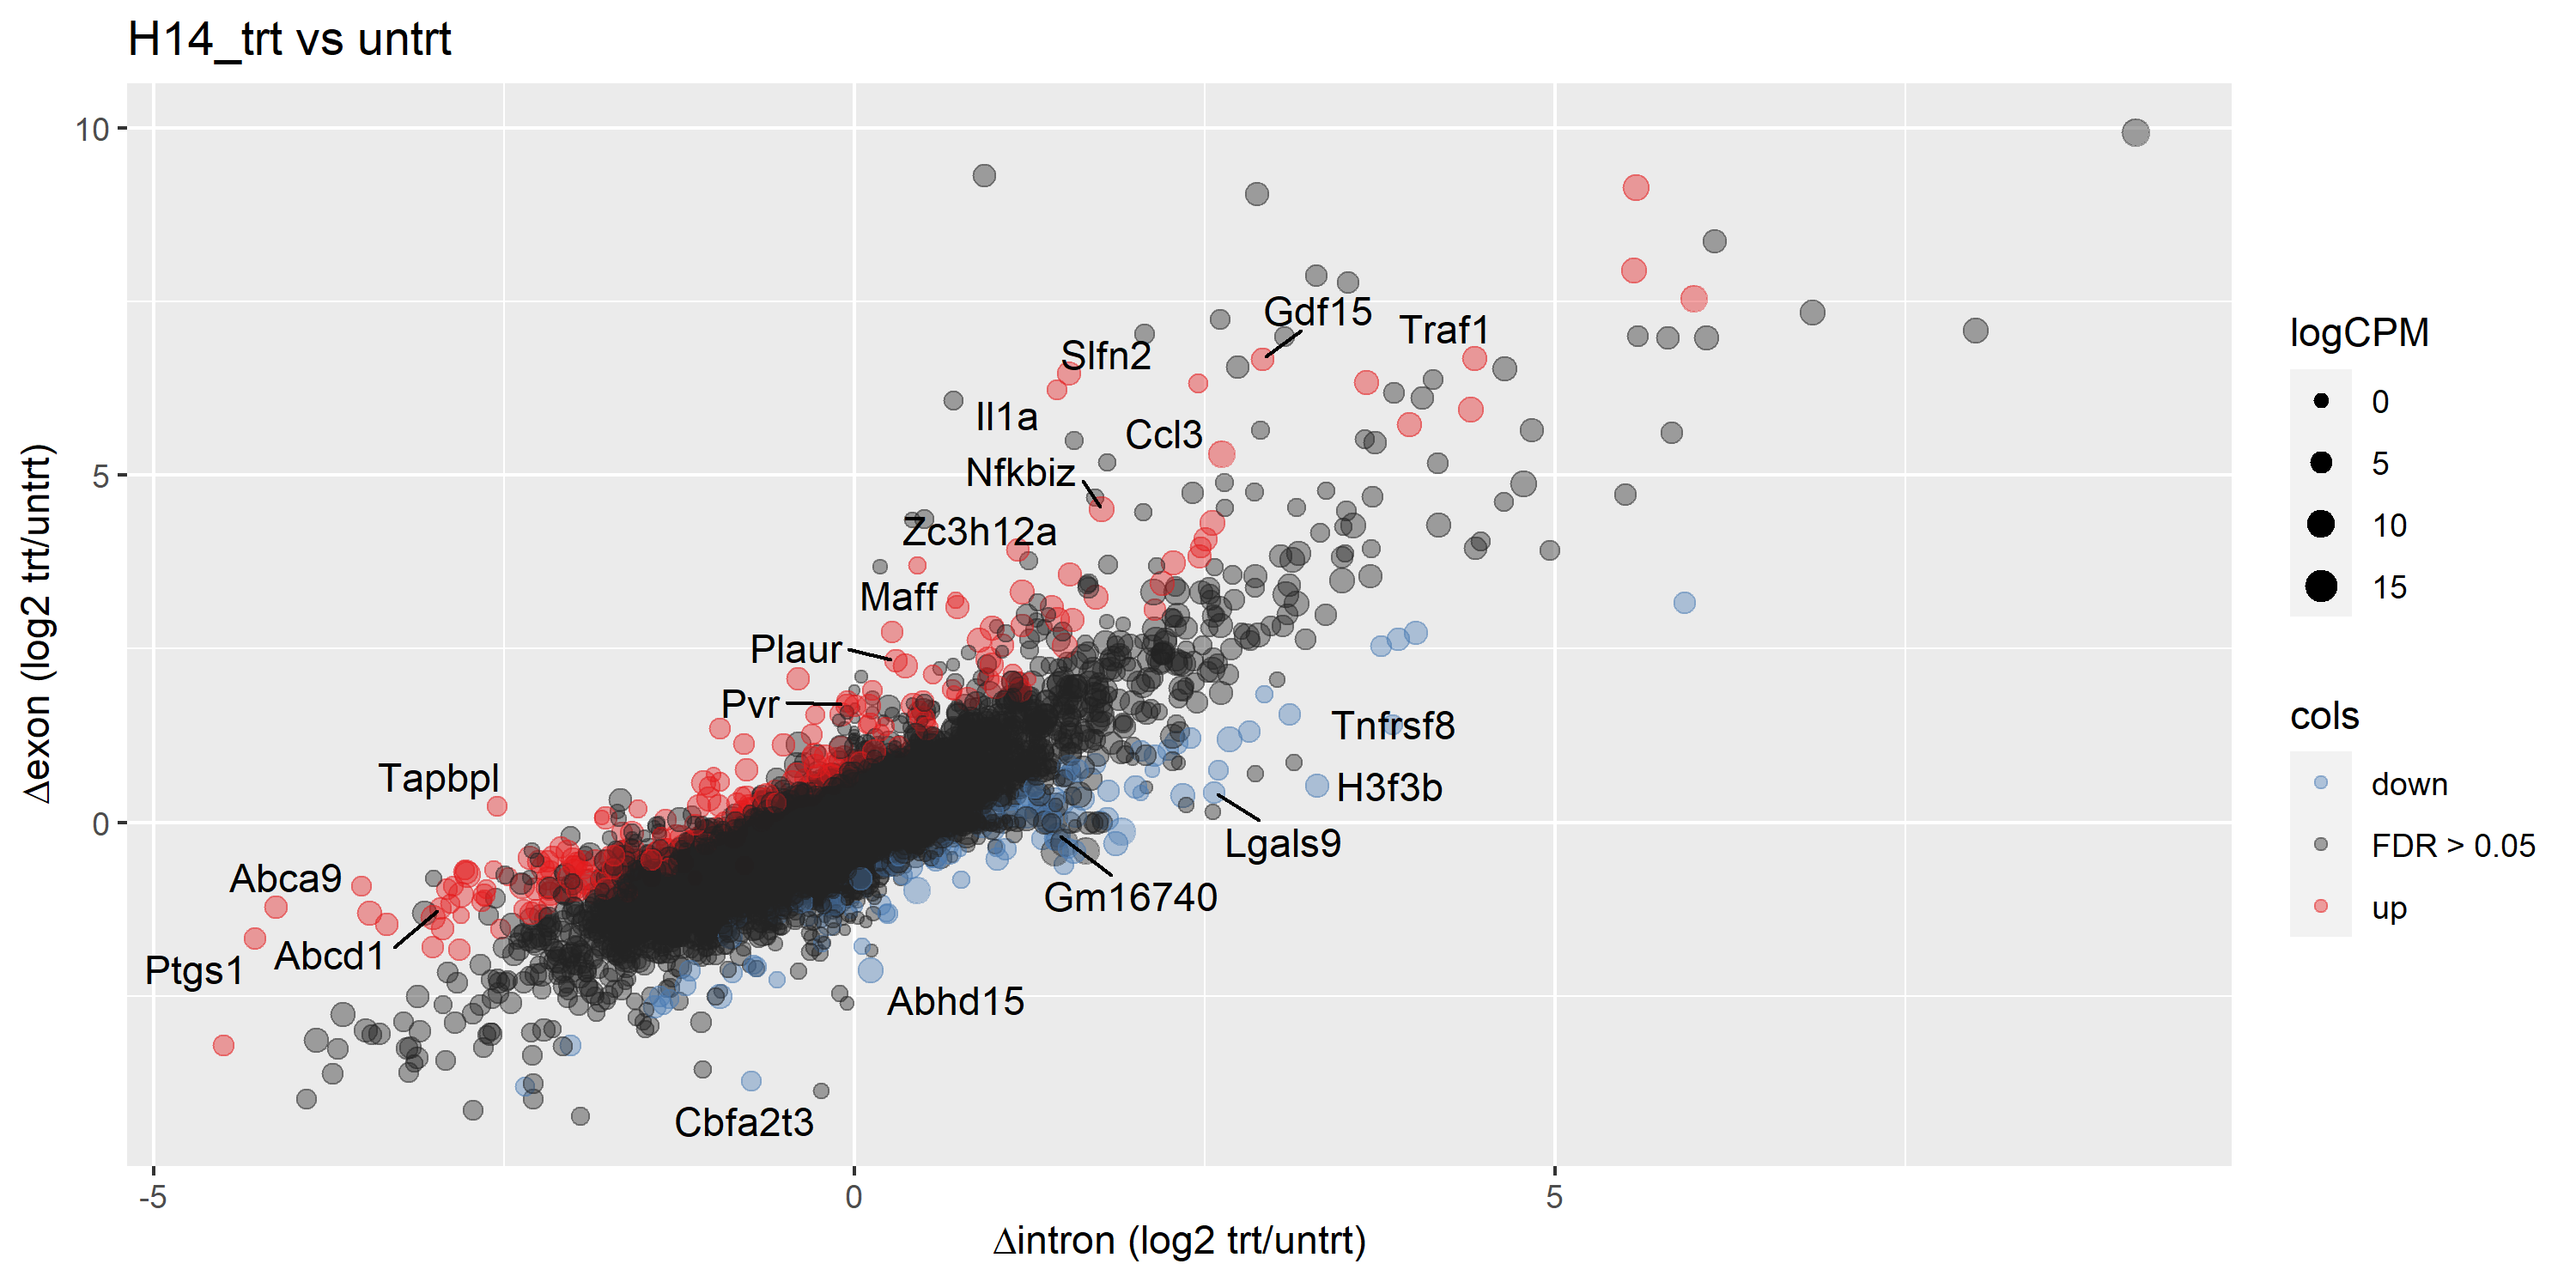 H14_trt vs untrt
10
5
0
Δexon (log2 trt/untrt)
Gdf15
Traf1
Slfn2
Il1a
Ccl3
Nfkbiz
Zc3h12a
Maff
Plaur
Pvr
Tnfrsf8
Tapbpl
H3f3b
Lgals9
Abca9
Gm16740
Abcd1
Ptgs1
Abhd15
Cbfa2t3
-5
0
5
Δintron (log2 trt/untrt)
logCPM
0
5
10
15
cols
down
FDR > 0.05
up